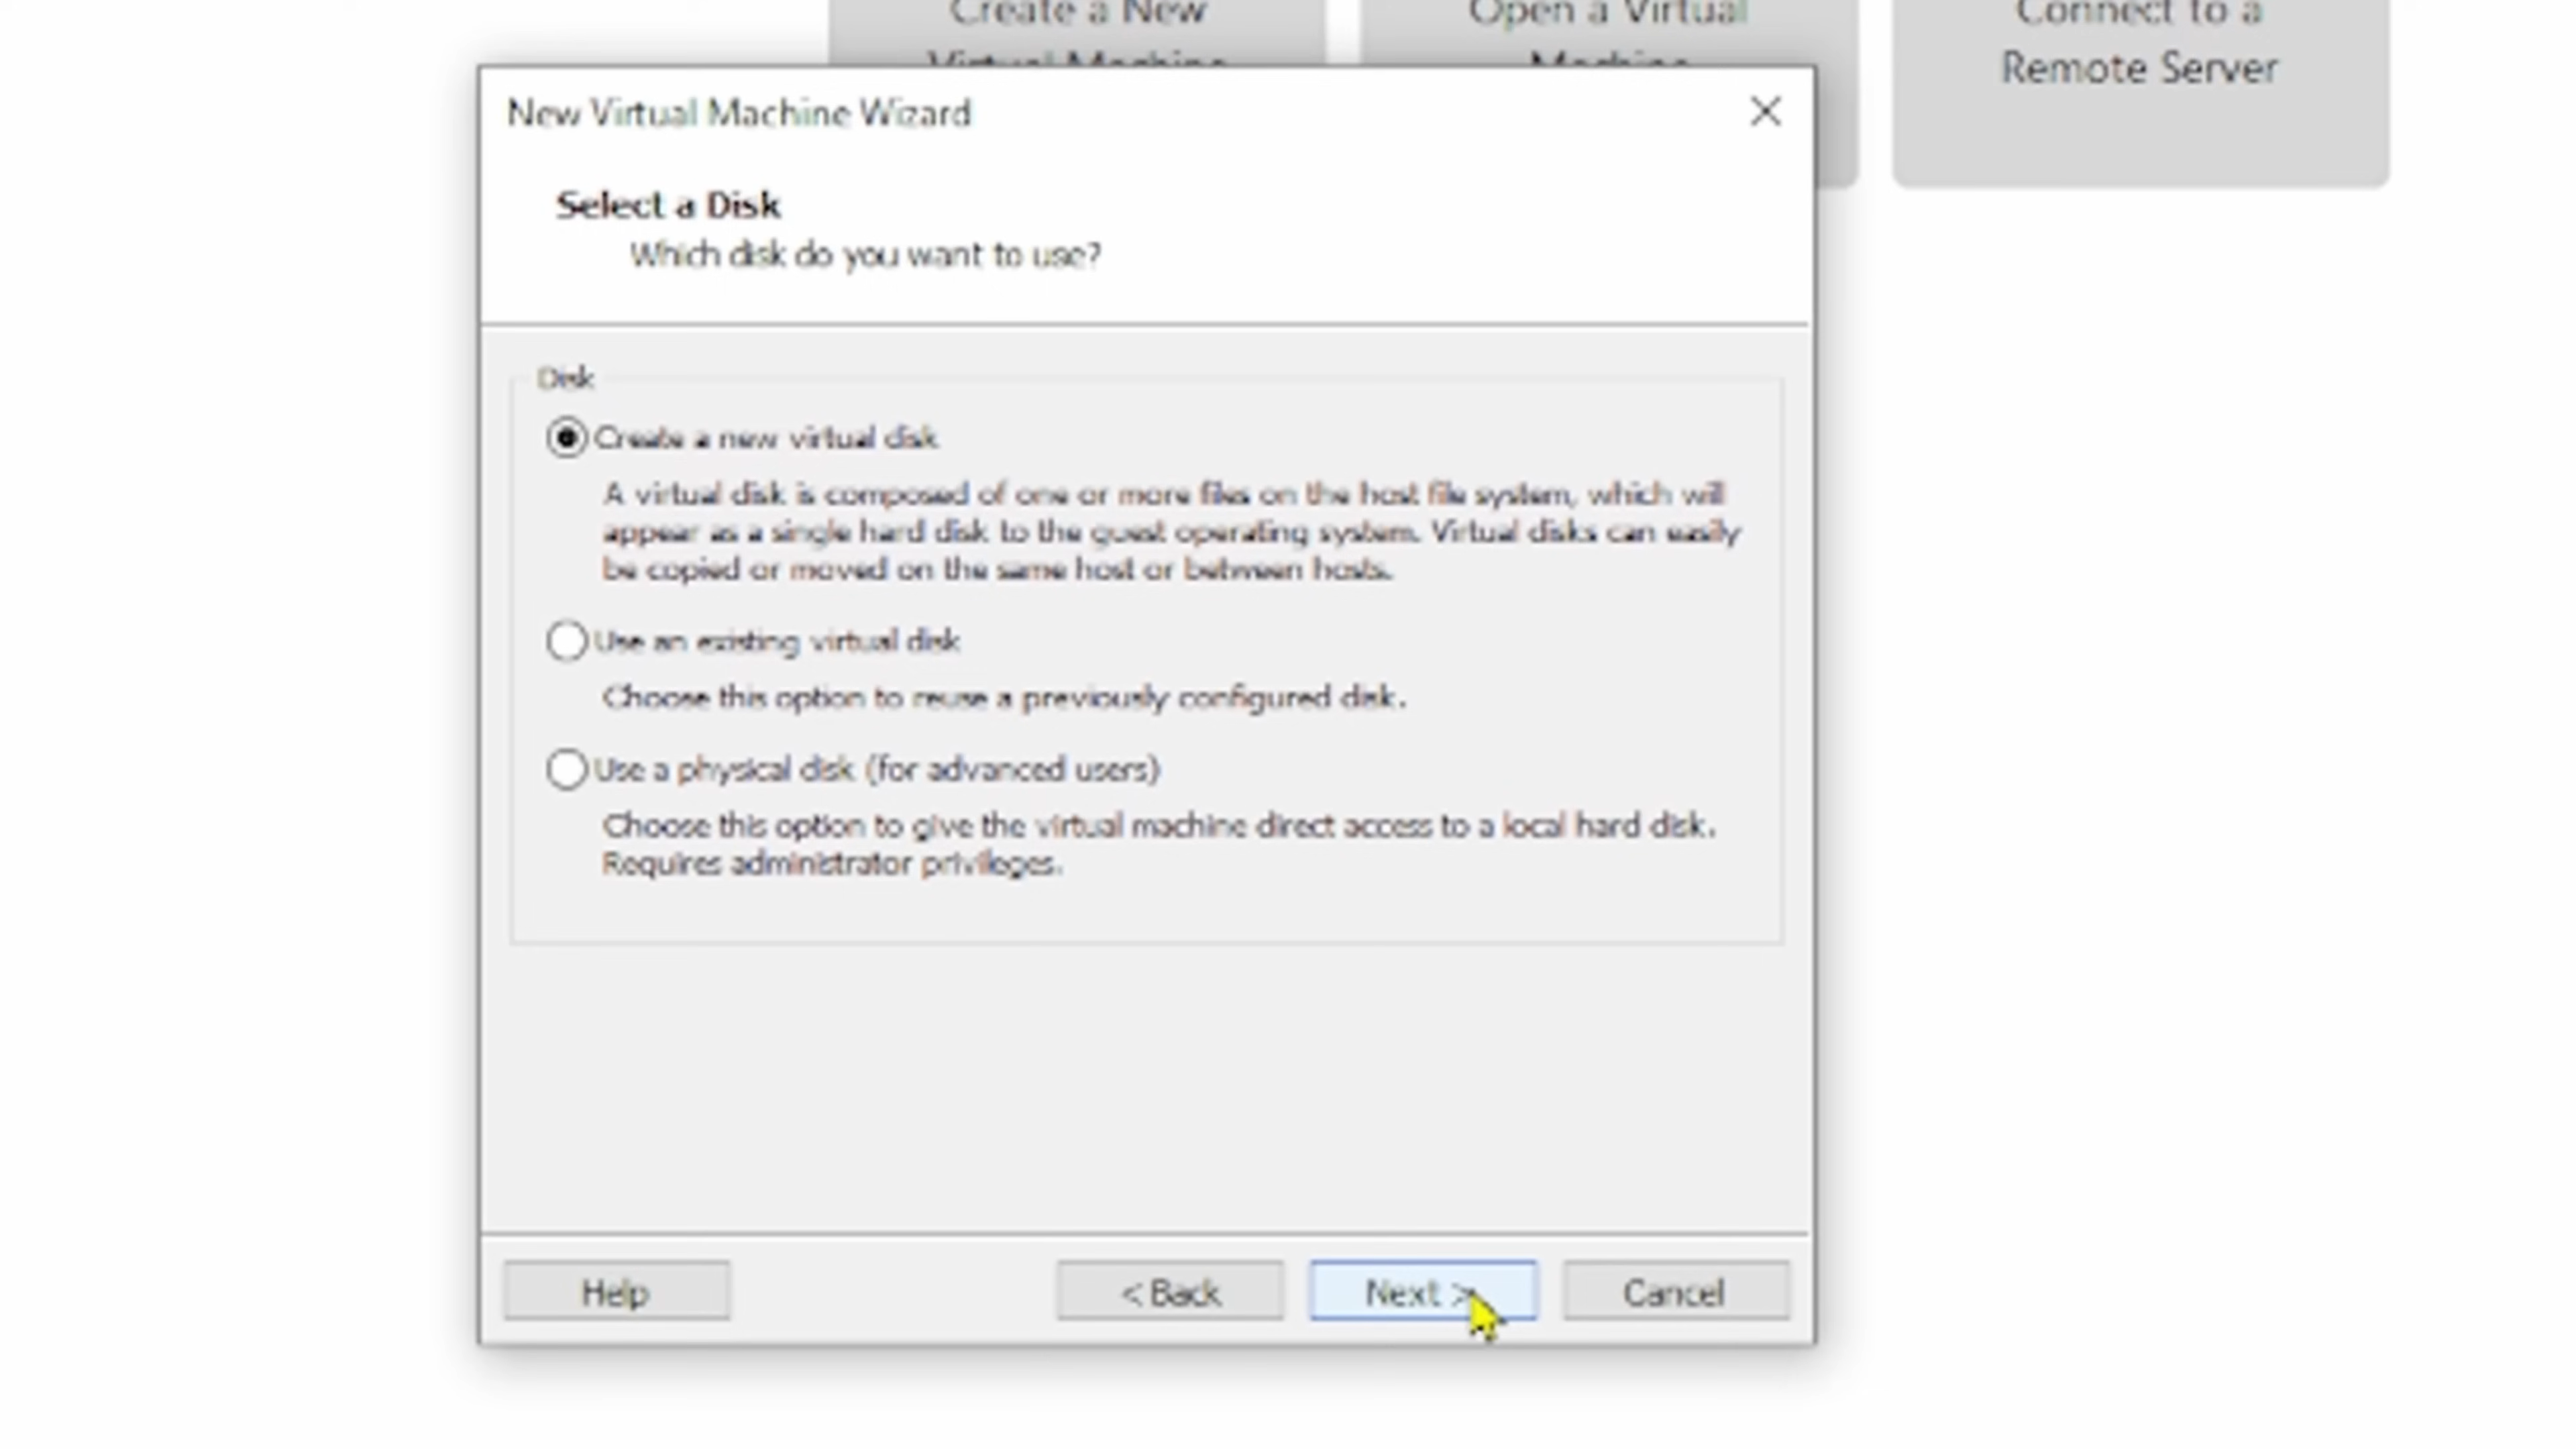 Create a New
Virtual Machine
Open a Virtual
Machine
Connect to a
Remote Server
New Virtual Machine Wizard
Select a Disk
Which disk do you want to use?
Disk
Create a new virtual disk
A virtual disk is composed of one or more files on the host file system, which will
appear as a single hard disk to the guest operating system. Virtual disks can easily
be copied or moved on the same host or between hosts.
Use an existing virtual disk
Choose this option to reuse a previously configured disk.
Use a physical disk (for advanced users)
Choose this option to give the virtual machine direct access to a local hard disk.
Requires administrator privileges.
Help
< Back
Next >
Cancel